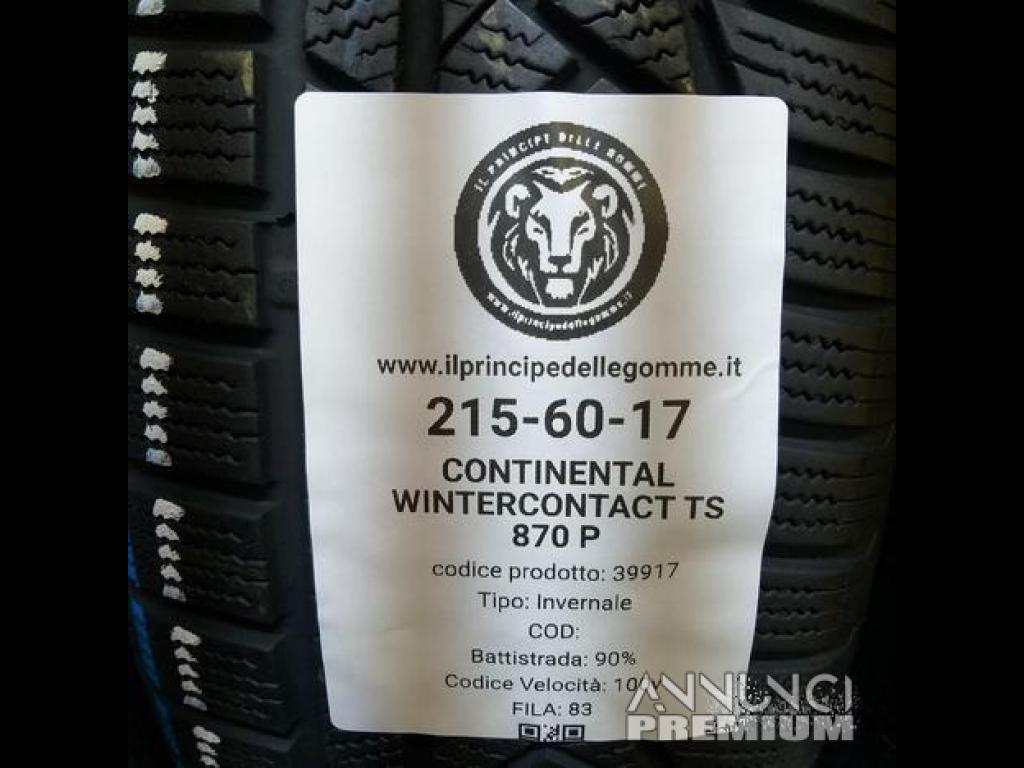 IL PRINCIPE DELLE GOMME
www.ilprincipedellegomme.it
www.ilprincipedellegomme.it
215-60-17
CONTINENTAL
WINTERCONTACT TS
870 P
codice prodotto: 39917
Tipo: Invernale
COD:
Battistrada: 90%
Codice Velocità:
FILA: 83
ANNUNCI
PREMIUM